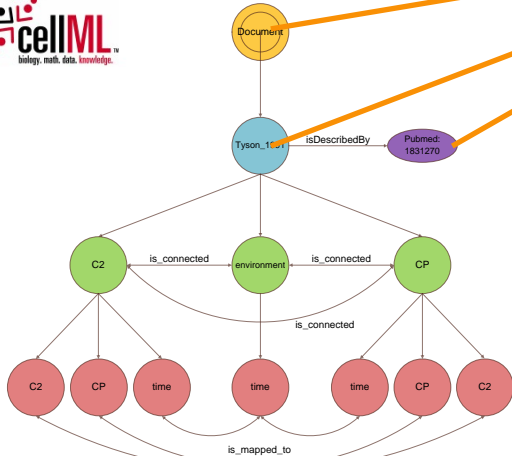 cellML
TM
biology. math. data. knowledge.
Document
isDescribedBy
Pubmed:
1831270
C2
is_connected
environment
is_connected
CP
is_connected
C2
CP
time
time
time
CP
C2
is_mapped_to